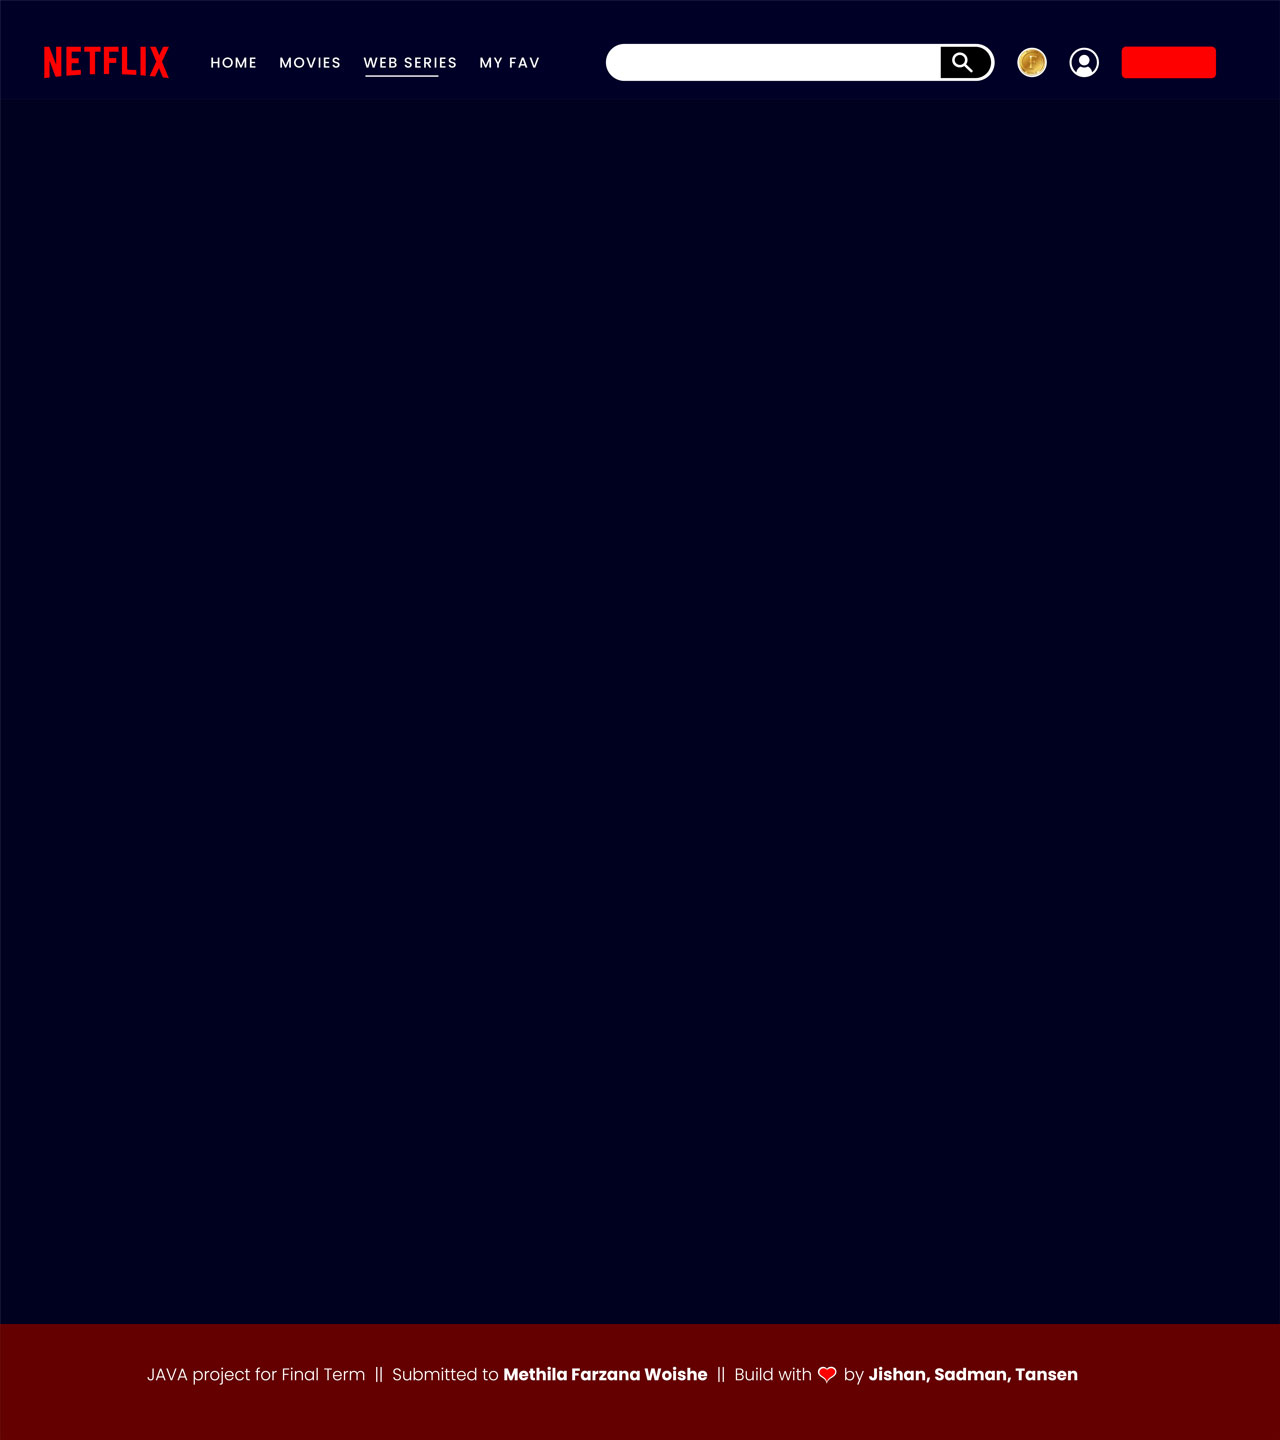 NETFLIX HOME MOVIES WEB SERIES MY FAV
JAVA project for Final Term || Submitted to Methila Farzana Woishe || Build with ❤ by Jishan, Sadman, Tansen